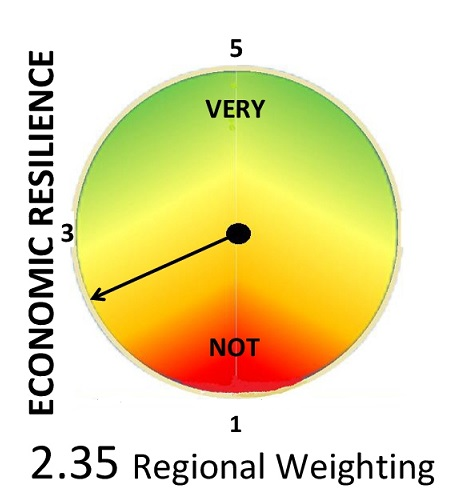 5
VERY
ECONOMIC RESILIENCE
3
NOT
1
2.35 Regional Weighting